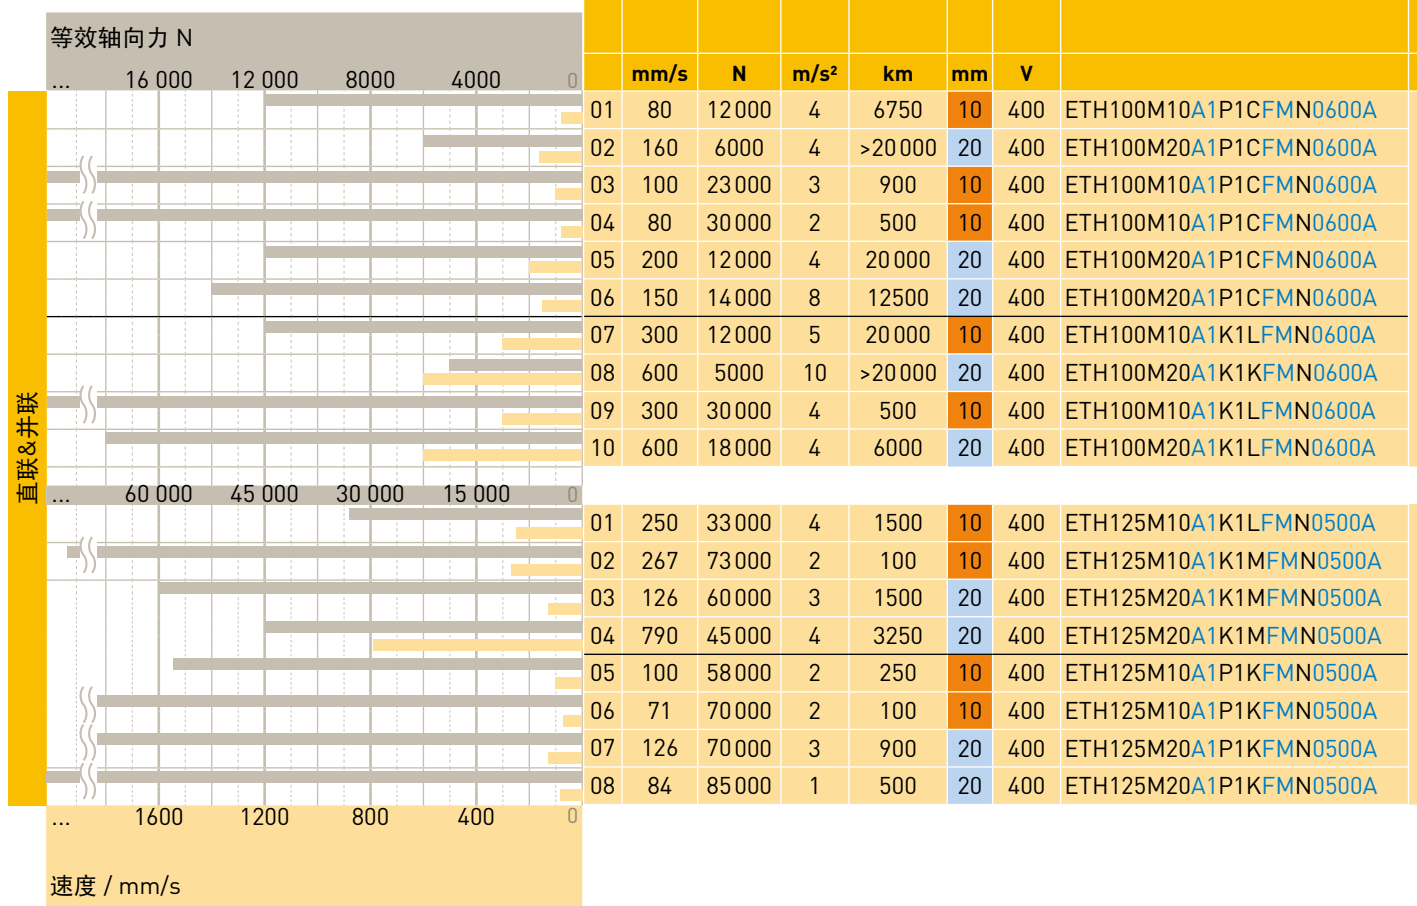 等效轴向力 N
... 16 000 12 000 8000 4000 0
mm/s N m/s² km mm V
01 80 12 000 4 6750 10 400 ETH100M10A1P1CFMN0600A
02 160 6000 4 >20 000 20 400 ETH100M20A1P1CFMN0600A
03 100 23 000 3 900 10 400 ETH100M10A1P1CFMN0600A
04 80 30 000 2 500 10 400 ETH100M10A1P1CFMN0600A
05 200 12 000 4 20 000 20 400 ETH100M20A1P1CFMN0600A
06 150 14 000 8 12500 20 400 ETH100M20A1P1CFMN0600A
07 300 12 000 5 20 000 10 400 ETH100M10A1K1LFMN0600A
08 600 5000 10 >20 000 20 400 ETH100M20A1K1KFMN0600A
09 300 30 000 4 500 10 400 ETH100M10A1K1LFMN0600A
10 600 18 000 4 6000 20 400 ETH100M20A1K1LFMN0600A
直联&并联
... 60 000 45 000 30 000 15 000 0
01 250 33 000 4 1500 10 400 ETH125M10A1K1LFMN0500A
02 267 73 000 2 100 10 400 ETH125M10A1K1MFMN0500A
03 126 60 000 3 1500 20 400 ETH125M20A1K1MFMN0500A
04 790 45 000 4 3250 20 400 ETH125M20A1K1MFMN0500A
05 100 58 000 2 250 10 400 ETH125M10A1P1KFMN0500A
06 71 70 000 2 100 10 400 ETH125M10A1P1KFMN0500A
07 126 70 000 3 900 20 400 ETH125M20A1P1KFMN0500A
08 84 85 000 1 500 20 400 ETH125M20A1P1KFMN0500A
... 1600 1200 800 400 0
速度 / mm/s